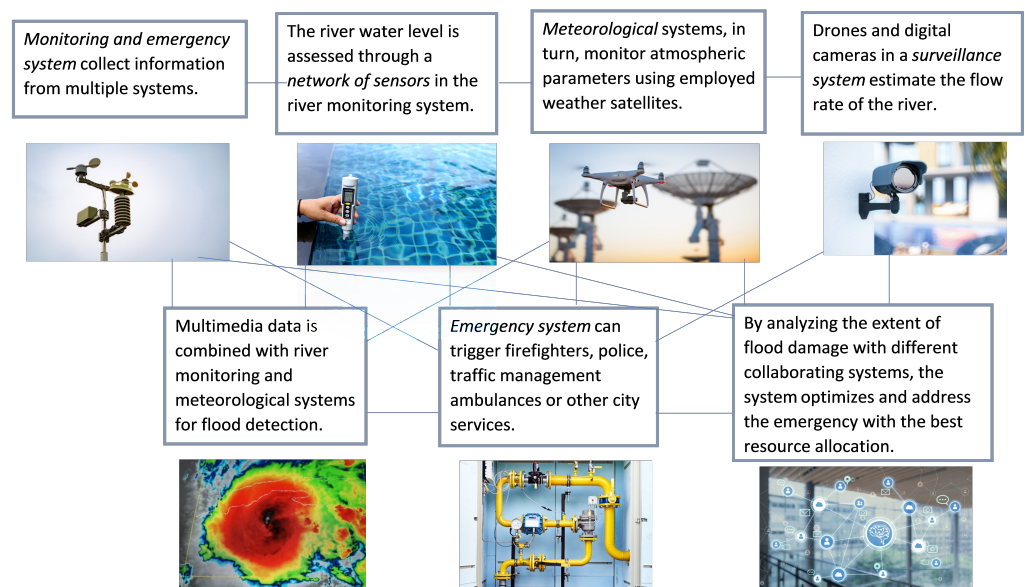 Monitoring and emergency
system collect information
from multiple systems.
The river water level is
assessed through a
network of sensors in the
river monitoring system.
Meteorological systems, in
turn, monitor atmospheric
parameters using employed
weather satellites.
Drones and digital
cameras in a surveillance
system estimate the flow
rate of the river.
Multimedia data is
combined with river
monitoring and
meteorological systems
for flood detection.
Emergency system can
trigger firefighters, police,
traffic management
ambulances or other city
services.
By analyzing the extent of
flood damage with different
collaborating systems, the
system optimizes and address
the emergency with the best
resource allocation.